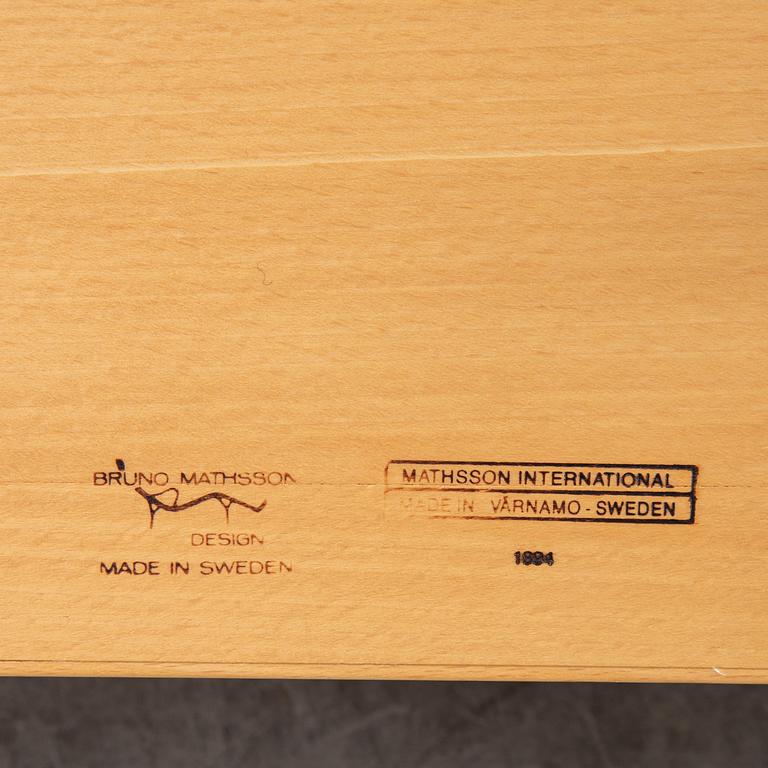 BRUNO MATHSSON
DESIGN
MADE IN SWEDEN
MATHSSON INTERNATIONAL
MADE IN VÄRNAMO - SWEDEN